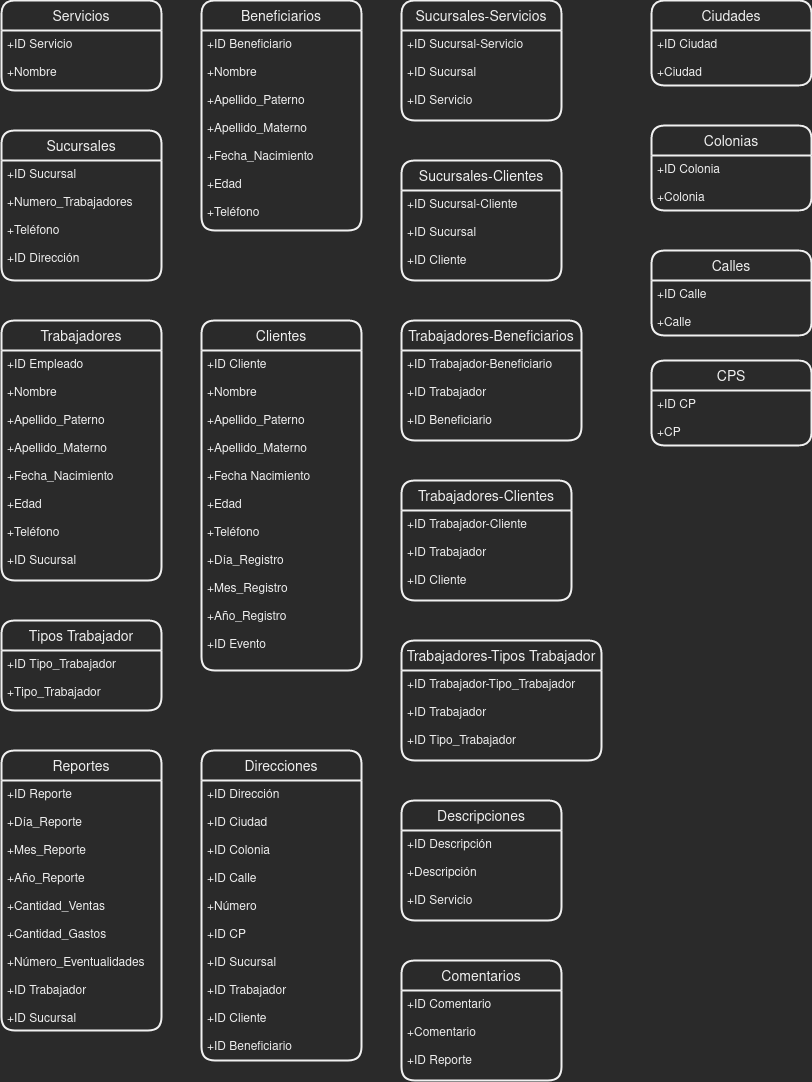 Servicios
+ID Servicio
+Nombre
Sucursales
+ID Sucursal
+Numero_Trabajadores
+Teléfono
+ID Dirección
Trabajadores
+ID Empleado
+Nombre
+Apellido_Paterno
+Apellido_Materno
+Fecha_Nacimiento
+Edad
+Teléfono
+ID Sucursal
Tipos Trabajador
+ID Tipo_Trabajador
+Tipo_Trabajador
Reportes
+ID Reporte
+Día_Reporte
+Mes_Reporte
+Año_Reporte
+Cantidad_Ventas
+Cantidad_Gastos
+Número_Eventualidades
+ID Trabajador
+ID Sucursal
Beneficiarios
+ID Beneficiario
+Nombre
+Apellido_Paterno
+Apellido_Materno
+Fecha_Nacimiento
+Edad
+Teléfono
Clientes
+ID Cliente
+Nombre
+Apellido_Paterno
+Apellido_Materno
+Fecha Nacimiento
+Edad
+Teléfono
+Día_Registro
+Mes_Registro
+Año_Registro
+ID Evento
Direcciones
+ID Dirección
+ID Ciudad
+ID Colonia
+ID Calle
+Número
+ID CP
+ID Sucursal
+ID Trabajador
+ID Cliente
+ID Beneficiario
Sucursales-Servicios
+ID Sucursal-Servicio
+ID Sucursal
+ID Servicio
Sucursales-Clientes
+ID Sucursal-Cliente
+ID Sucursal
+ID Cliente
Trabajadores-Beneficiarios
+ID Trabajador-Beneficiario
+ID Trabajador
+ID Beneficiario
Trabajadores-Clientes
+ID Trabajador-Cliente
+ID Trabajador
+ID Cliente
Trabajadores-Tipos Trabajador
+ID Trabajador-Tipo_Trabajador
+ID Trabajador
+ID Tipo_Trabajador
Descripciones
+ID Descripción
+Descripción
+ID Servicio
Comentarios
+ID Comentario
+Comentario
+ID Reporte
Ciudades
+ID Ciudad
+Ciudad
Colonias
+ID Colonia
+Colonia
Calles
+ID Calle
+Calle
CPS
+ID CP
+CP